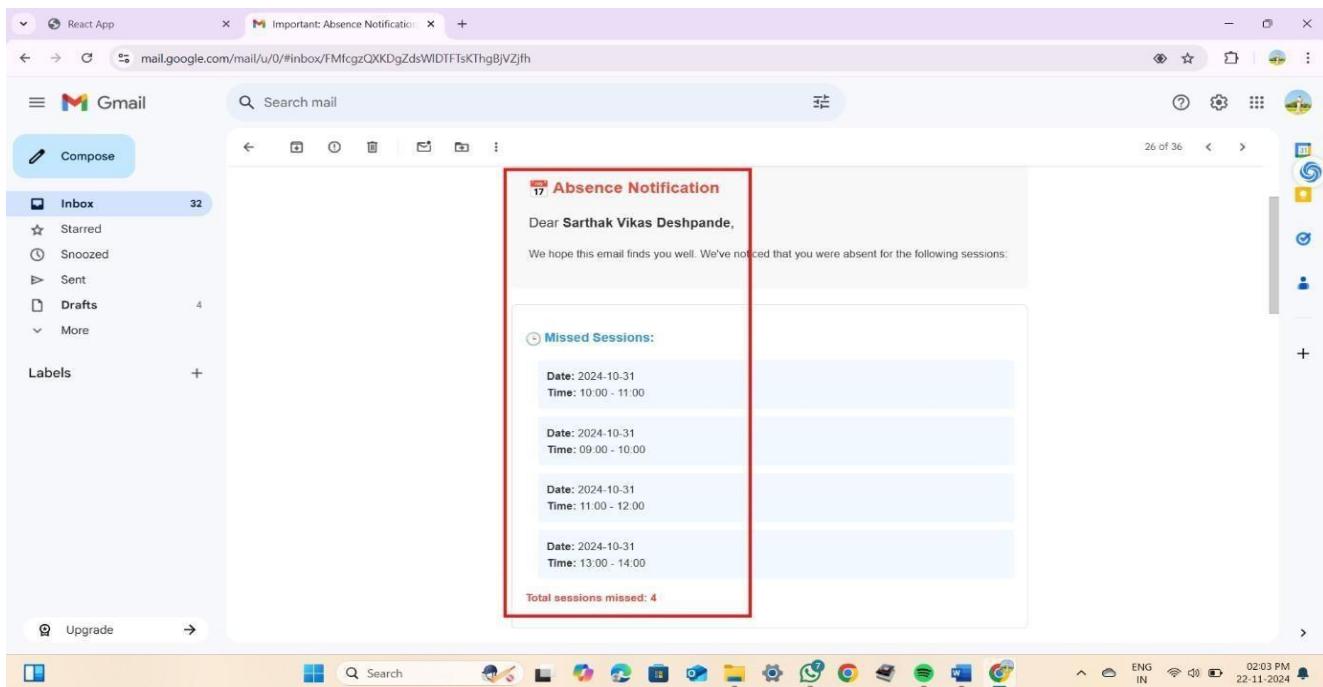 React App
Important: Absence Notification
mail.google.com/mail/u/0/#inbox/FMfcgzQXKDgZdsWlDTFTsKThgBjVZjfh
Gmail
Search mail
Compose
26 of 36
Inbox 32
Starred
Snoozed
Sent
Drafts 4
More
Labels
Upgrade
17 Absence Notification
Dear Sarthak Vikas Deshpande,
We hope this email finds you well. We've noticed that you were absent for the following sessions:
Missed Sessions:
Date: 2024-10-31
Time: 10:00 - 11:00
Date: 2024-10-31
Time: 09:00 - 10:00
Date: 2024-10-31
Time: 11:00 - 12:00
Date: 2024-10-31
Time: 13:00 - 14:00
Total sessions missed: 4
Search
ENG
IN
02:03 PM
22-11-2024